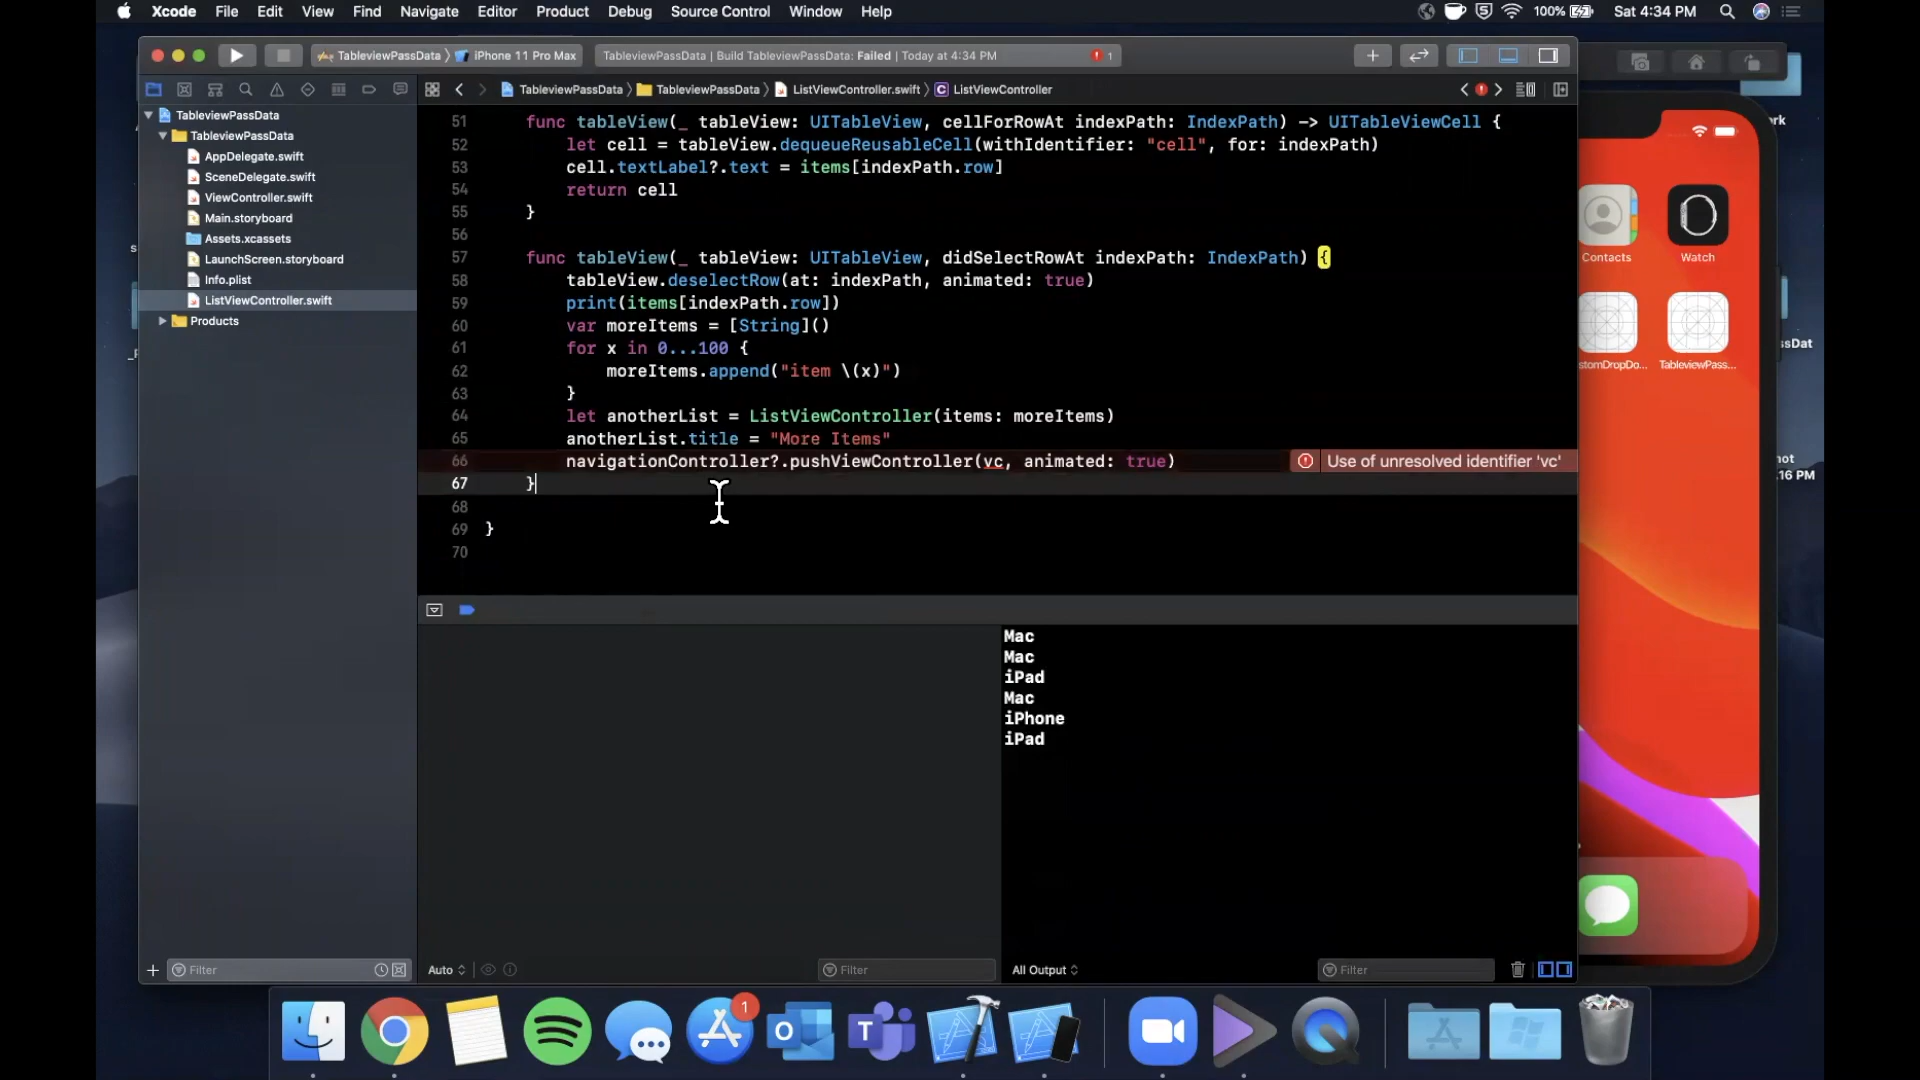 Xcode File Edit View Find Navigate Editor Product Debug Source Control Window Help
100% Sat 4:34 PM
TableviewPassData iPhone 11 Pro Max
TableviewPassData | Build TableviewPassData: Failed | Today at 4:34 PM
1
TableviewPassData TableviewPassData ListViewController.swift C ListViewController
TableviewPassData
TableviewPassData
AppDelegate.swift
SceneDelegate.swift
ViewController.swift
Main.storyboard
Assets.xcassets
LaunchScreen.storyboard
Info.plist
ListViewController.swift
Products
51 func tableView(_ tableView: UITableView, cellForRowAt indexPath: IndexPath) -> UITableViewCell {
52 let cell = tableView.dequeueReusableCell(withIdentifier: "cell", for: indexPath)
53 cell.textLabel?.text = items[indexPath.row]
54 return cell
55 }
56
57 func tableView(_ tableView: UITableView, didSelectRowAt indexPath: IndexPath) {
58 tableView.deselectRow(at: indexPath, animated: true)
59 print(items[indexPath.row])
60 var moreItems = [String]()
61 for x in 0...100 {
62 moreItems.append("item \(x)")
63 }
64 let anotherList = ListViewController(items: moreItems)
65 anotherList.title = "More Items"
66 navigationController?.pushViewController(vc, animated: true)
Use of unresolved identifier 'vc'
67 }
68
69 }
70
Mac
Mac
iPad
Mac
iPhone
iPad
Filter
Auto
Filter
All Output
Filter
Contacts
Watch
stomDropDo...
TableviewPass...
ork
ssDat
not
.16 PM
1